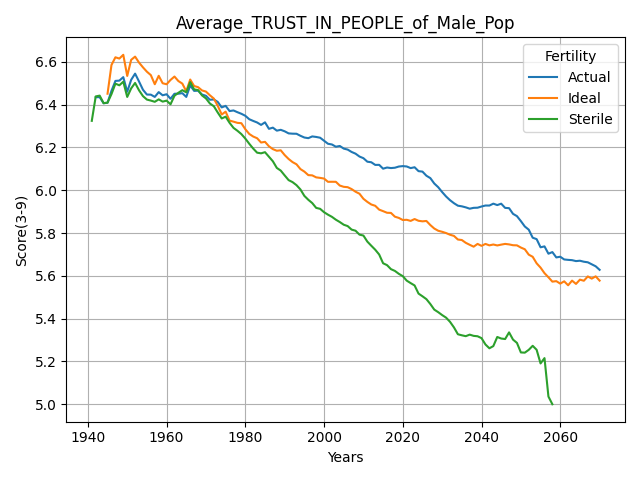 Average_TRUST_IN_PEOPLE_of_Male_Pop
Fertility
Actual
Ideal
Sterile
Score(3-9)
6.6
6.4
6.2
6.0
5.8
5.6
5.4
5.2
5.0
1940 1960 1980 2000 2020 2040 2060
Years